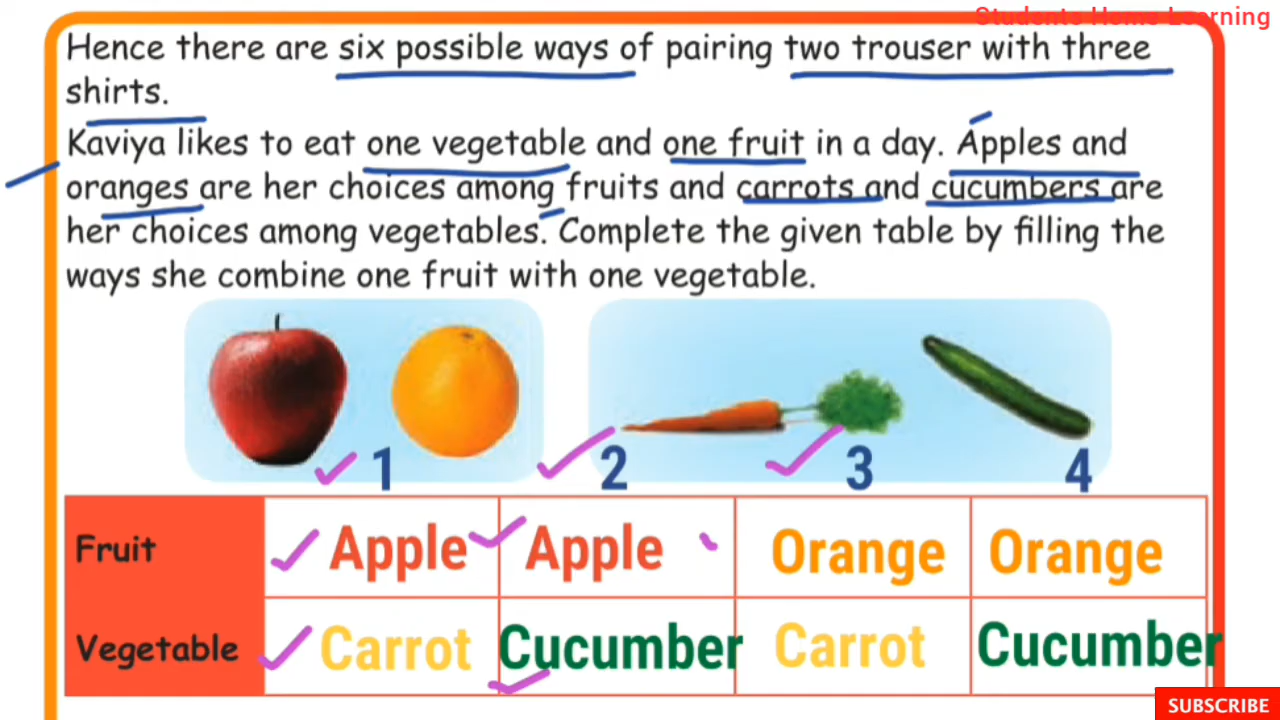 Students Home Learning
Hence there are six possible ways of pairing two trouser with three
shirts.
Kaviya likes to eat one vegetable and one fruit in a day. Apples and
oranges are her choices among fruits and carrots and cucumbers are
her choices among vegetables. Complete the given table by filling the
ways she combine one fruit with one vegetable.
1 2 3 4
Fruit Apple Apple Orange Orange
Vegetable Carrot Cucumber Carrot Cucumber
SUBSCRIBE